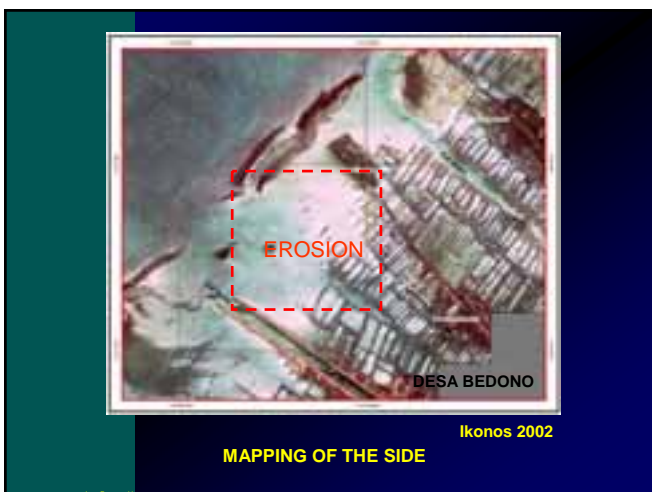 EROSION
DESA BEDONO
Ikonos 2002
MAPPING OF THE SIDE